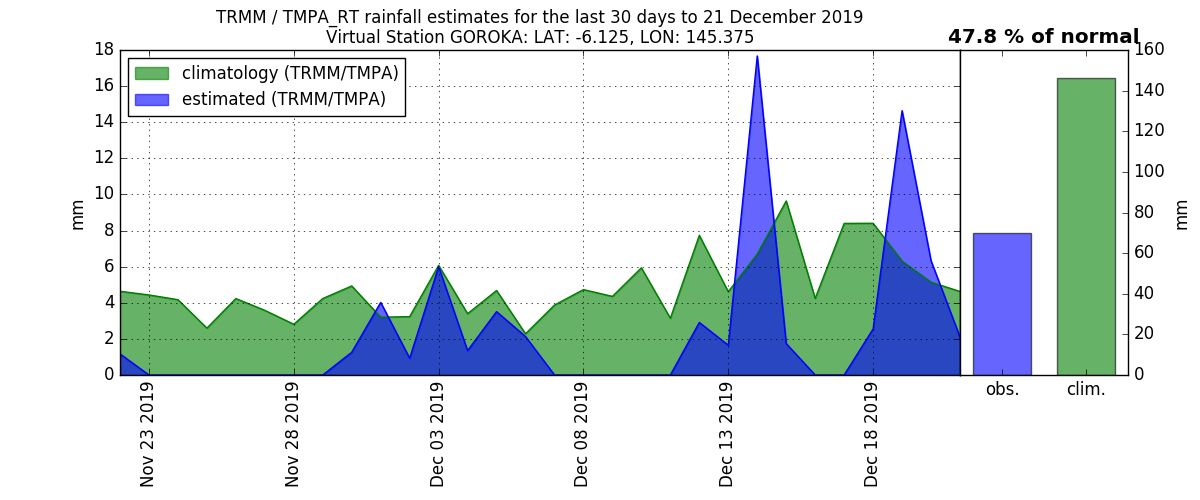 TRMM / TMPA_RT rainfall estimates for the last 30 days to 21 December 2019
Virtual Station GOROKA: LAT: -6.125, LON: 145.375
47.8 % of normal
climatology (TRMM/TMPA)
estimated (TRMM/TMPA)
mm
18
16
14
12
10
8
6
4
2
0
Nov 23 2019
Nov 28 2019
Dec 03 2019
Dec 08 2019
Dec 13 2019
Dec 18 2019
obs.
clim.
160
140
120
100
80
60
40
20
0
mm